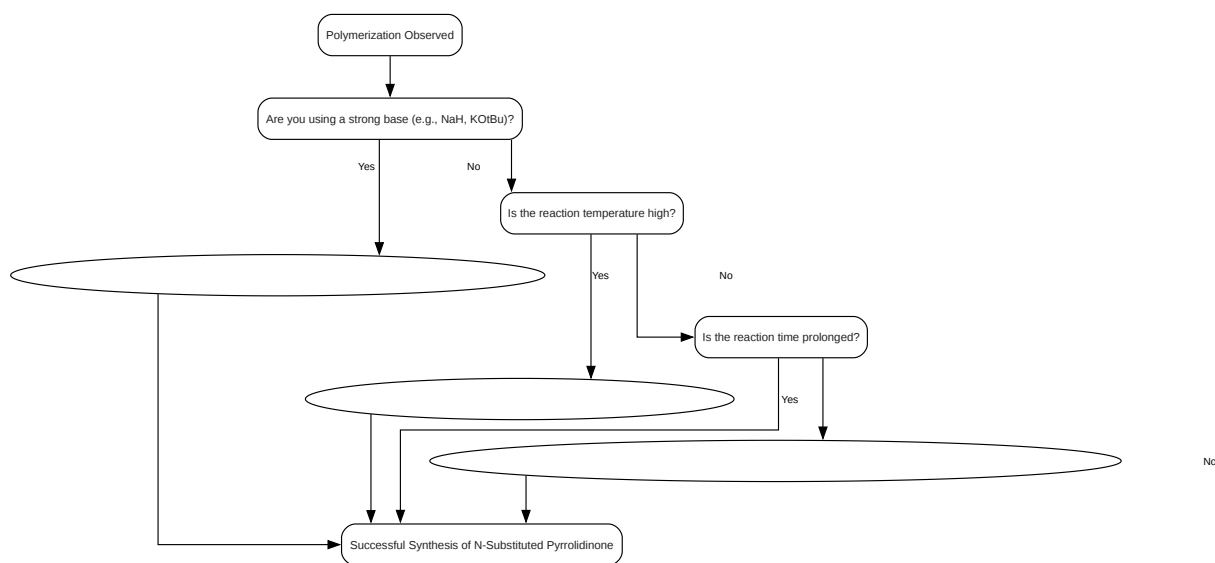 Polymerization Observed
Are you using a strong base (e.g., NaH, KOtBu)?
Yes
No
Is the reaction temperature high?
Yes
No
Is the reaction time prolonged?
Yes
No
Successful Synthesis of N-Substituted Pyrrolidinone